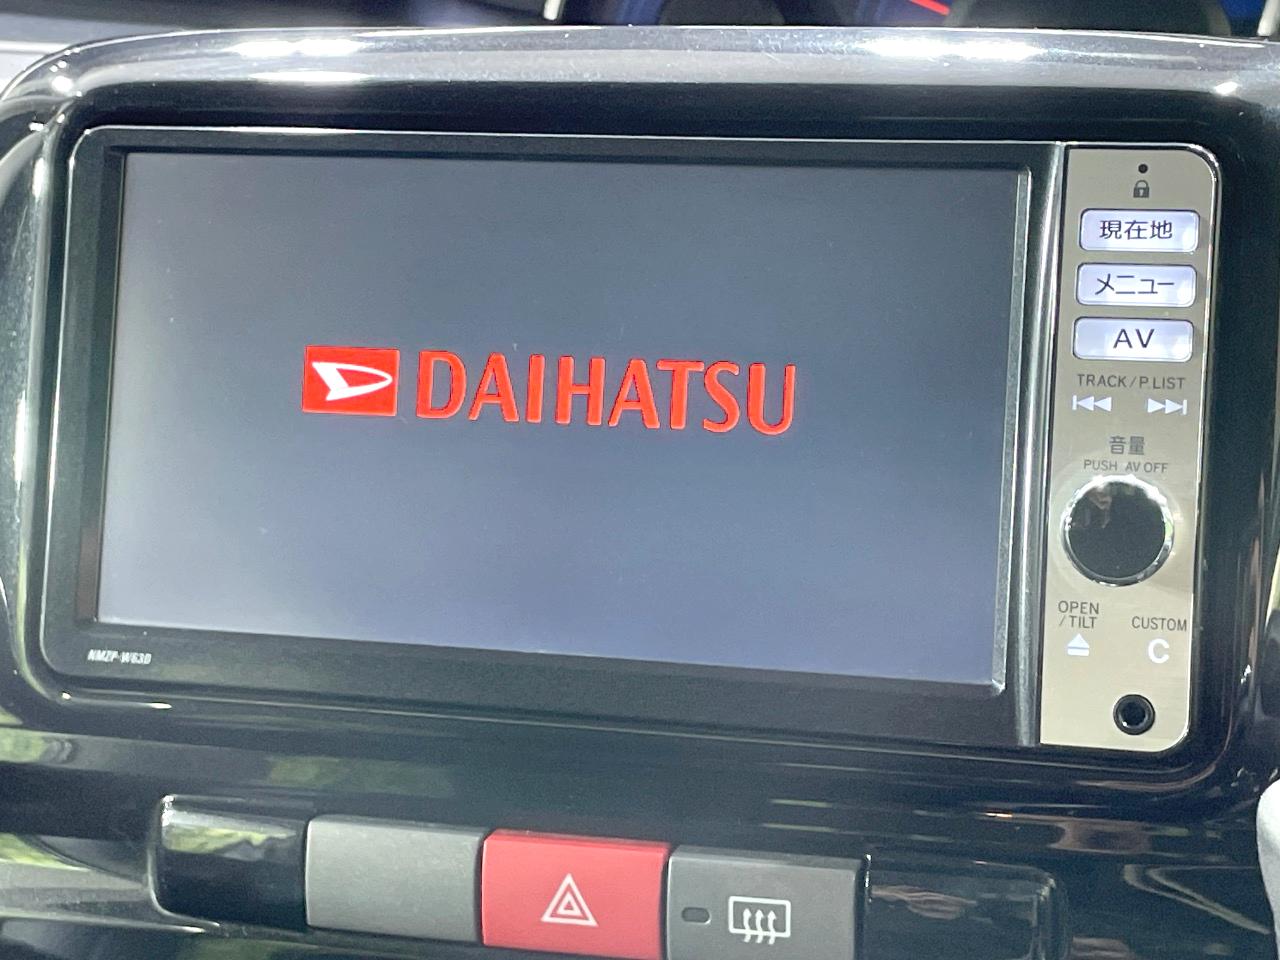 DAIHATSU
現在地
メニュー
AV
TRACK/P.LIST
音量
PUSH AV OFF
OPEN
/TILT
CUSTOM
C
NMZP-W63D